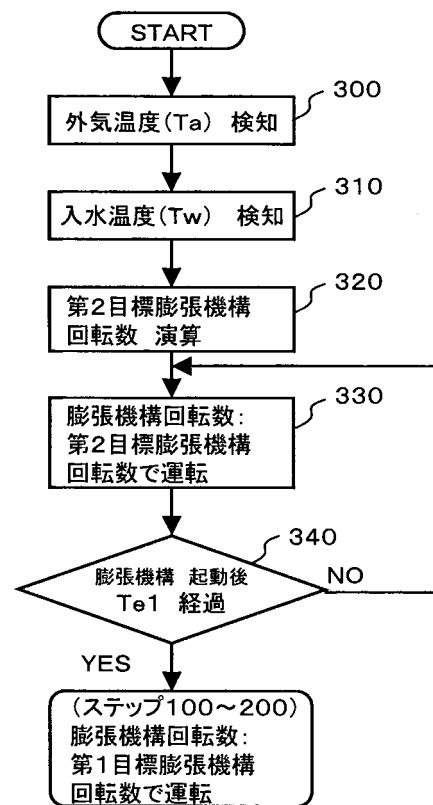 START
300
外気温度(Ta) 検知
310
入水温度(Tw) 検知
320
第2目標膨張機構
回転数 演算
330
膨張機構回転数:
第2目標膨張機構
回転数で運転
340
膨張機構 起動後
Te1 経過
NO
YES
(ステップ100~200)
膨張機構回転数:
第1目標膨張機構
回転数で運転